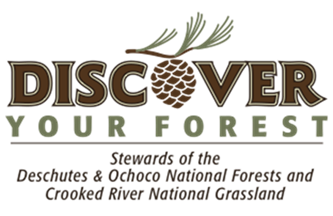 DISCOVER
YOUR FOREST
Stewards of the
Deschutes & Ochoco National Forests and
Crooked River National Grassland